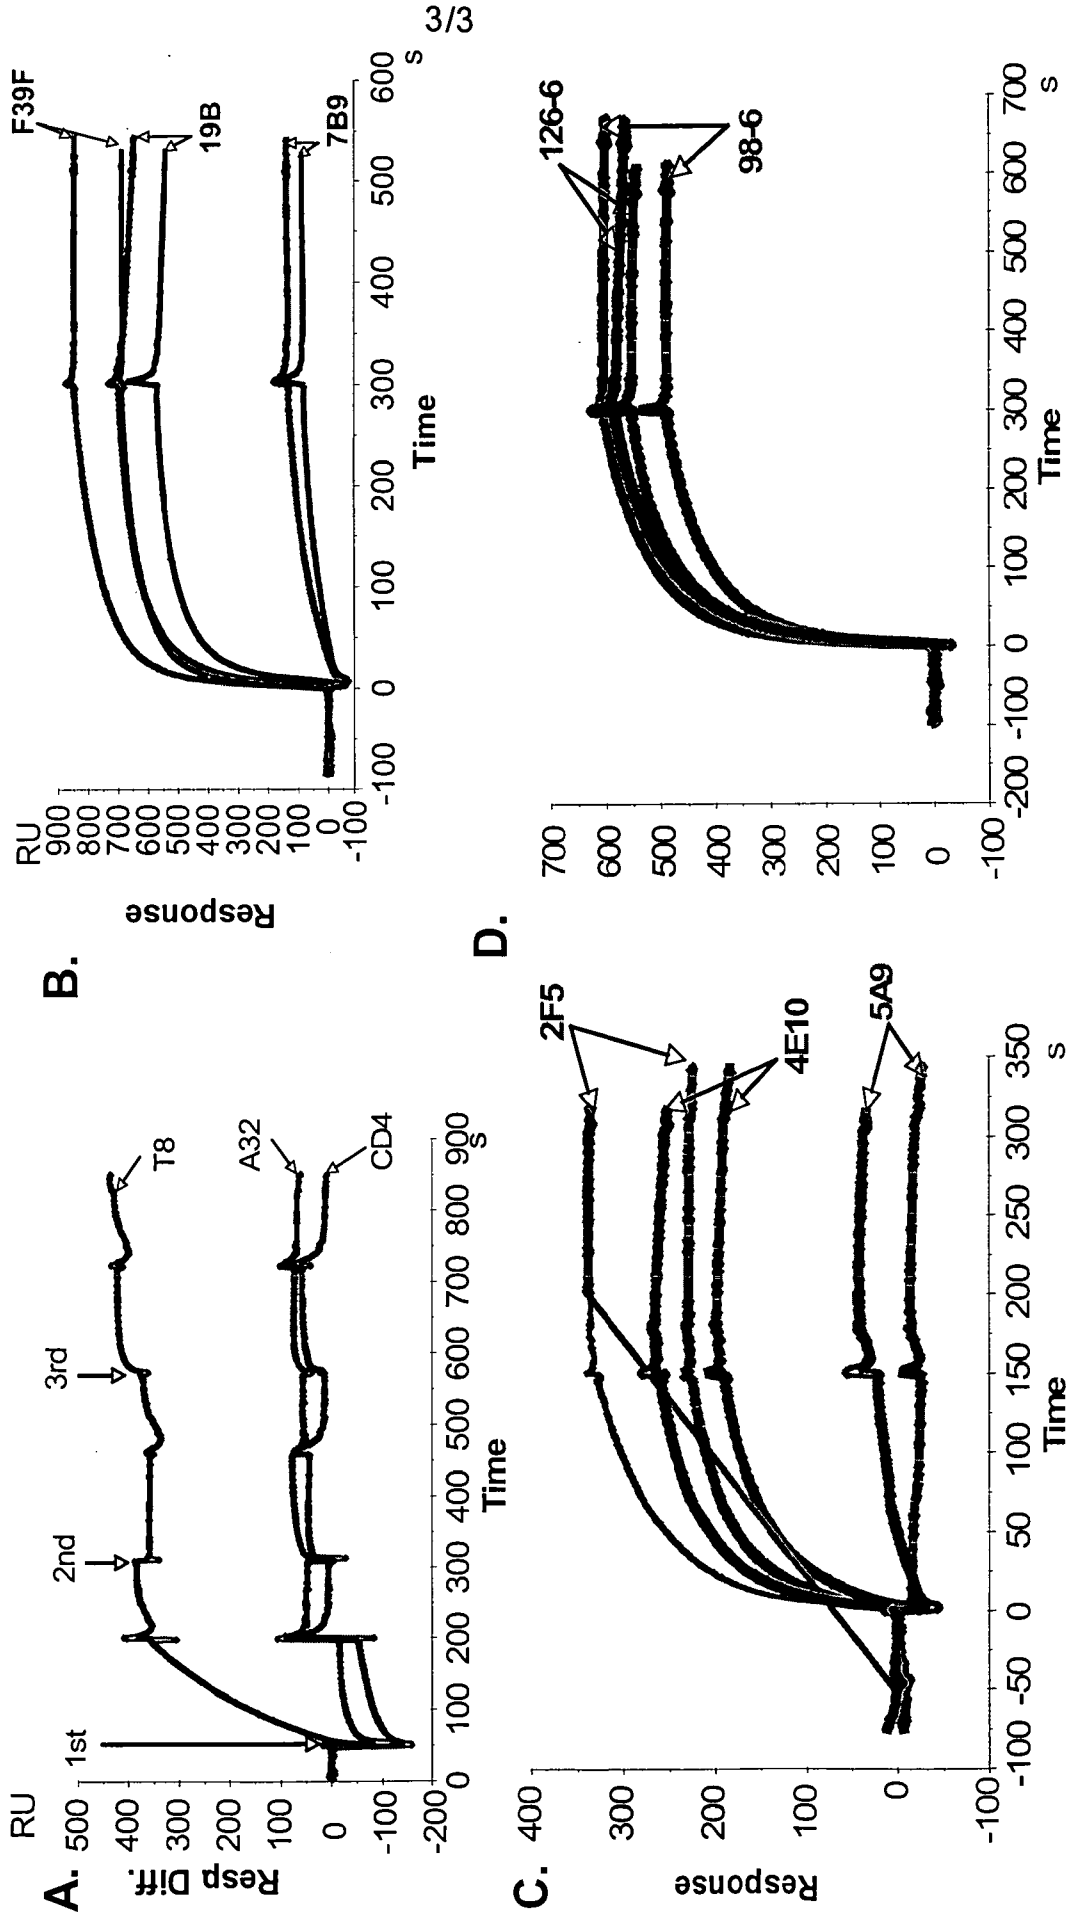 3/3
A.
RU
500
400
300
200
100
0
-100
-200
Resp. Diff.
1st
2nd
3rd
T8
A32
CD4
0 100 200 300 400 500 600 700 800 900
s
Time
B.
RU
900
800
700
600
500
400
300
200
100
0
-100
Response
F39F
19B
7B9
-100 0 100 200 300 400 500 600
s
Time
C.
400
300
200
100
0
-100
Response
2F5
4E10
5A9
-100 -50 0 50 100 150 200 250 300 350
s
Time
D.
700
600
500
400
300
200
100
0
-100
126-6
98-6
-200 -100 0 100 200 300 400 500 600 700
s
Time